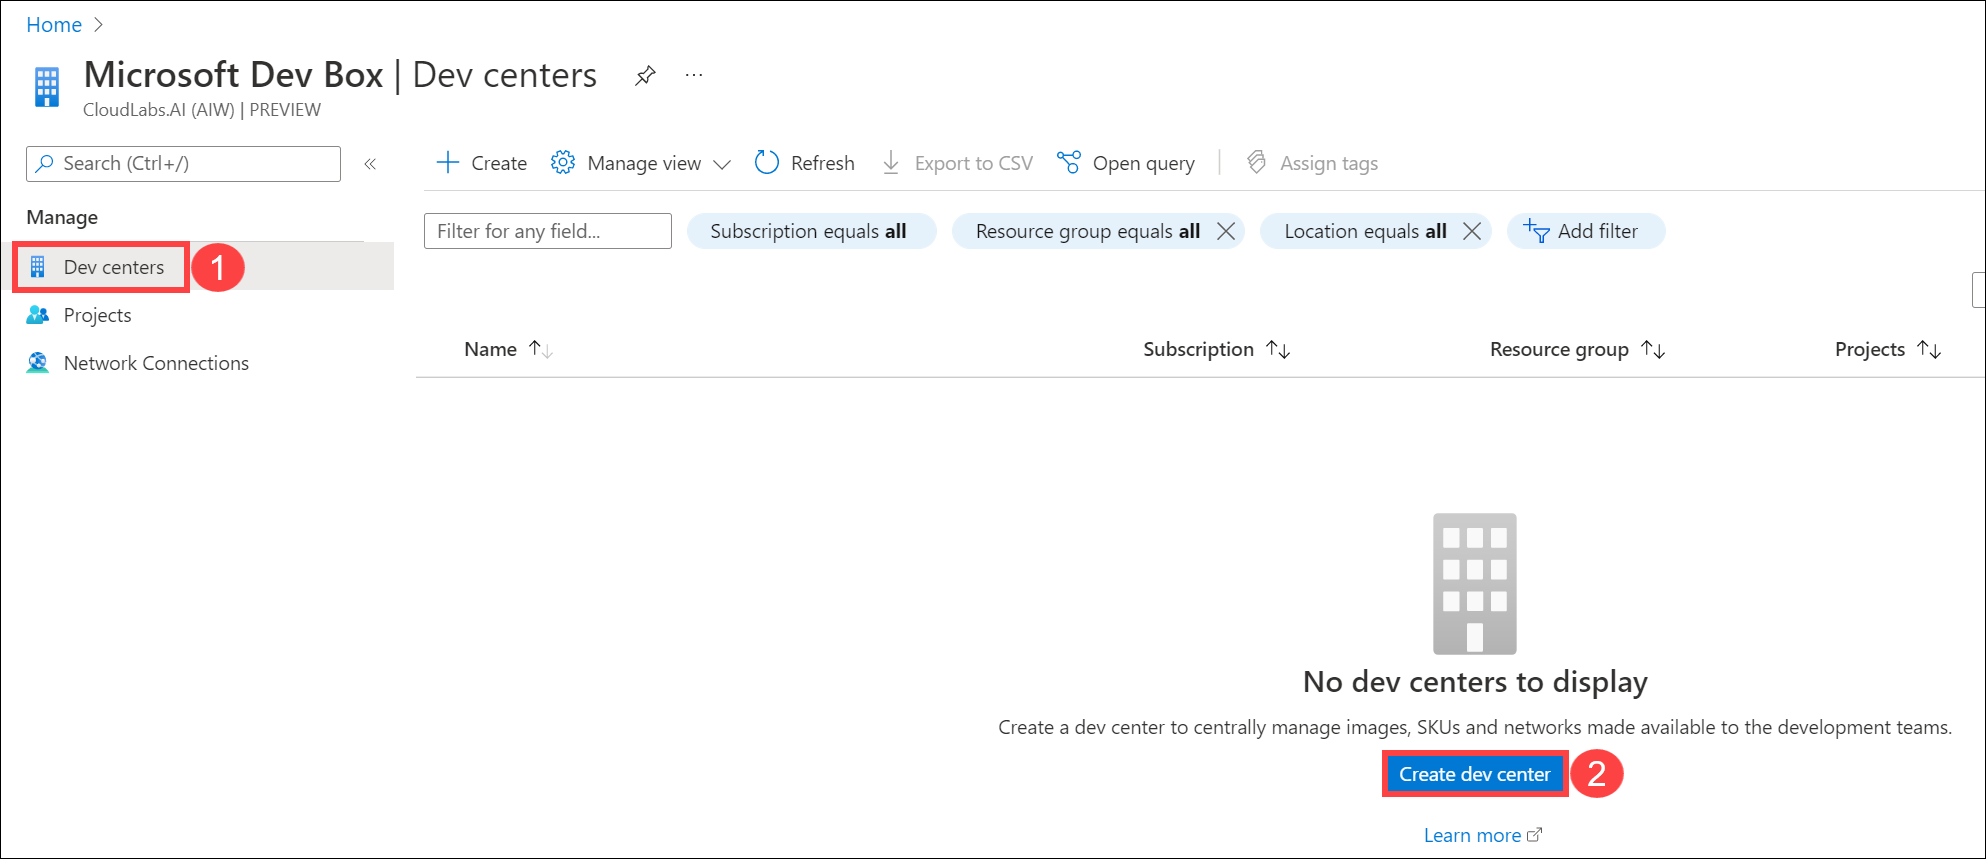 Home
Microsoft Dev Box | Dev centers
CloudLabs.AI (AIW) | PREVIEW
Search (Ctrl+/)
Manage
Dev centers 1
Projects
Network Connections
Create Manage view Refresh Export to CSV Open query Assign tags
Filter for any field... Subscription equals all Resource group equals all Location equals all Add filter
Name Subscription Resource group Projects
No dev centers to display
Create a dev center to centrally manage images, SKUs and networks made available to the development teams.
Create dev center 2
Learn more